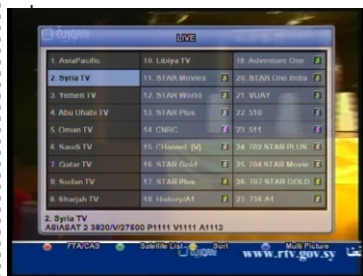 LIVE
1. AsiaPacific
10. Libiya TV
19. Adventure One
2. Syria TV
11. STAR Movies
20. STAR One India
3. Yemen TV
12. STAR World
21. VIJAY
4. Abu Dhabi TV
13. STAR Plus
22. 510
5. Oman TV
14. CNBC
23. 511
6. Saudi TV
15. Channel [V]
24. 703 STAR PLUS
7. Qatar TV
16. STAR Gold
25. 704 STAR Movie
8. Sudan TV
17. STAR Plus
26. 707 STAR GOLD
9. Sharjah TV
18. History/A1
27. 736 A1
2. Syria TV
ASIASAT 2 3820/V/27500 P1111 V1111 A1112
FTA/CAS
Satellite List
Sort
Multi Picture
www.rtv.gov.sy